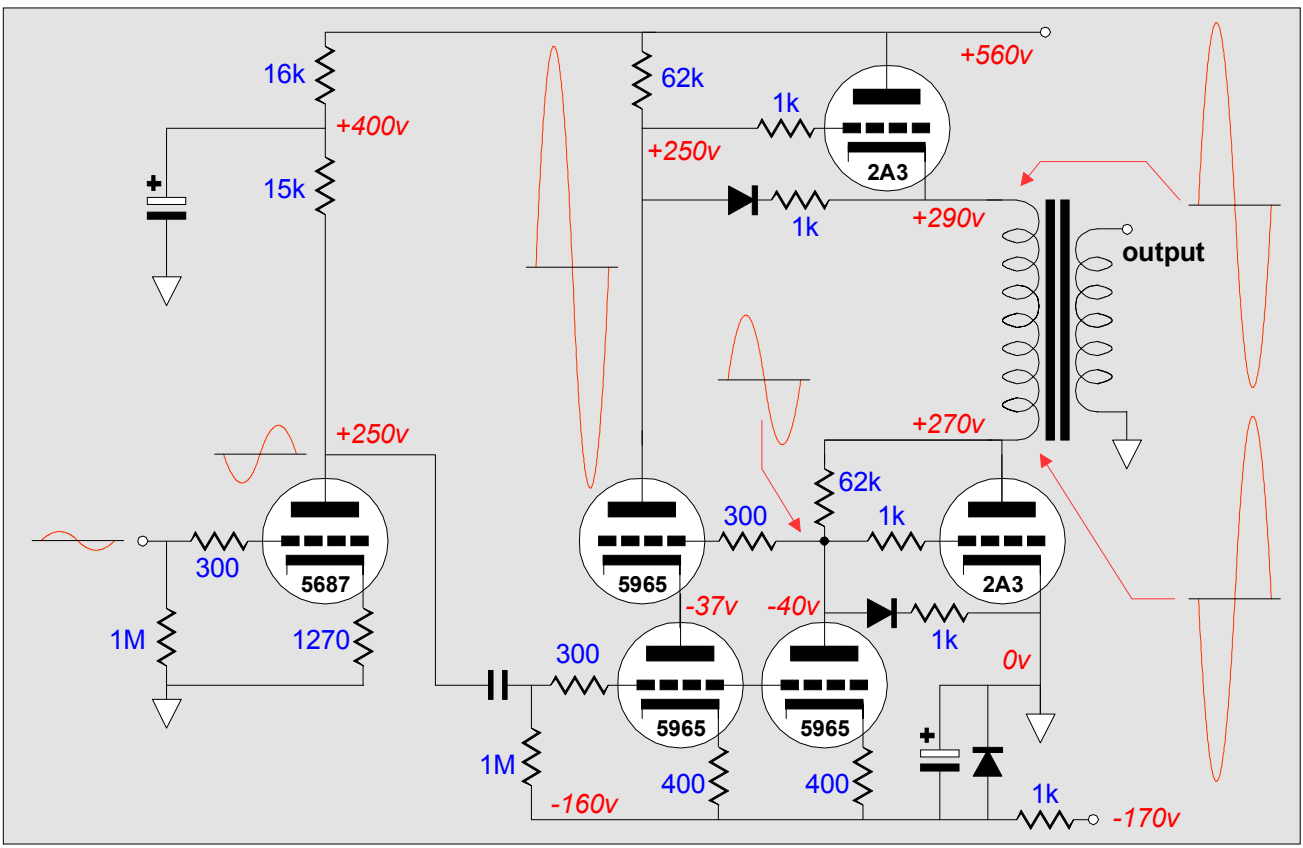 16k
62k
+560v
1k
+400v
+250v
2A3
15k
+
1k
+290v
output
+250v
+270v
62k
300
1k
300
5687
5965
2A3
-37v
-40v
1M
1270
300
1k
0v
5965
5965
+
1M
400
400
-160v
1k
-170v